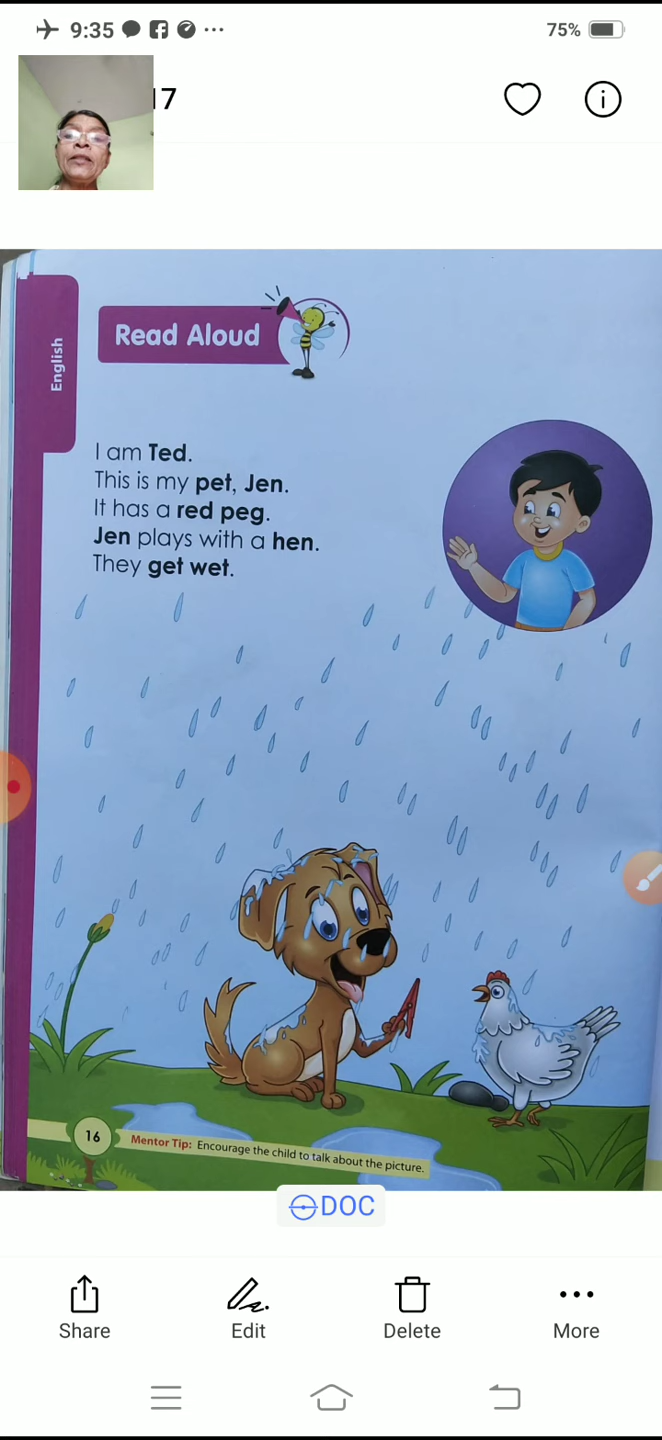 9:35
75%
17
English
Read Aloud
I am Ted.
This is my pet, Jen.
It has a red peg.
Jen plays with a hen.
They get wet.
16
Mentor Tip: Encourage the child to talk about the picture.
DOC
Share
Edit
Delete
More